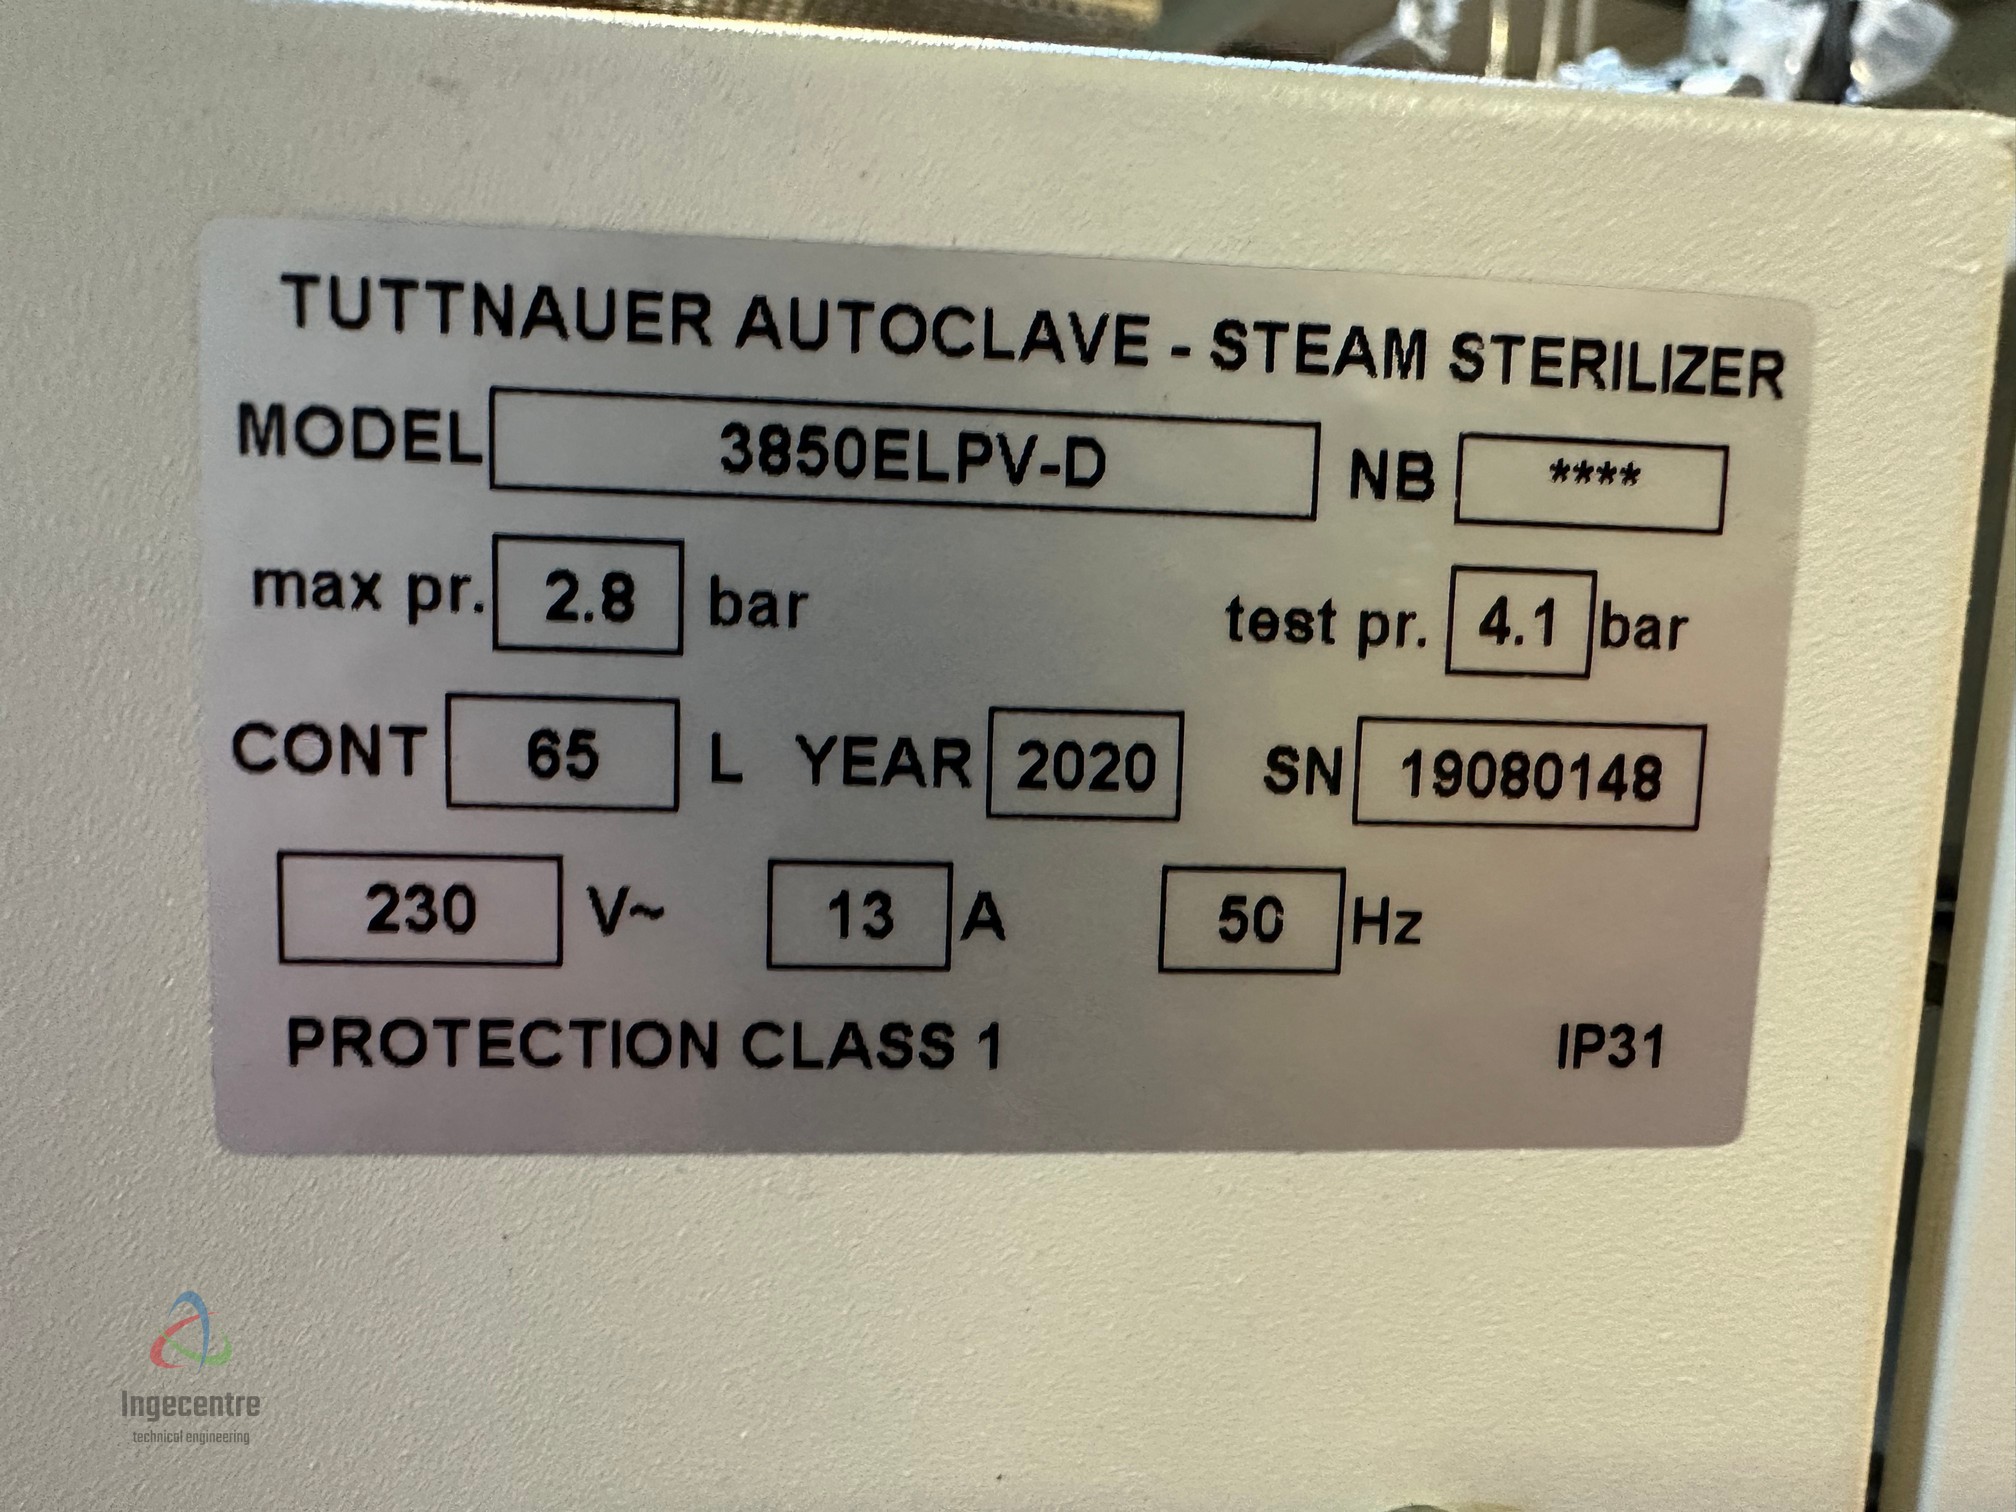 TUTTNAUER AUTOCLAVE - STEAM STERILIZER
MODEL 3850ELPV-D NB ****
max pr. 2.8 bar test pr. 4.1 bar
CONT 65 L YEAR 2020 SN 19080148
230 V~ 13 A 50 Hz
PROTECTION CLASS 1 IP31
Ingecentre
technical engineering